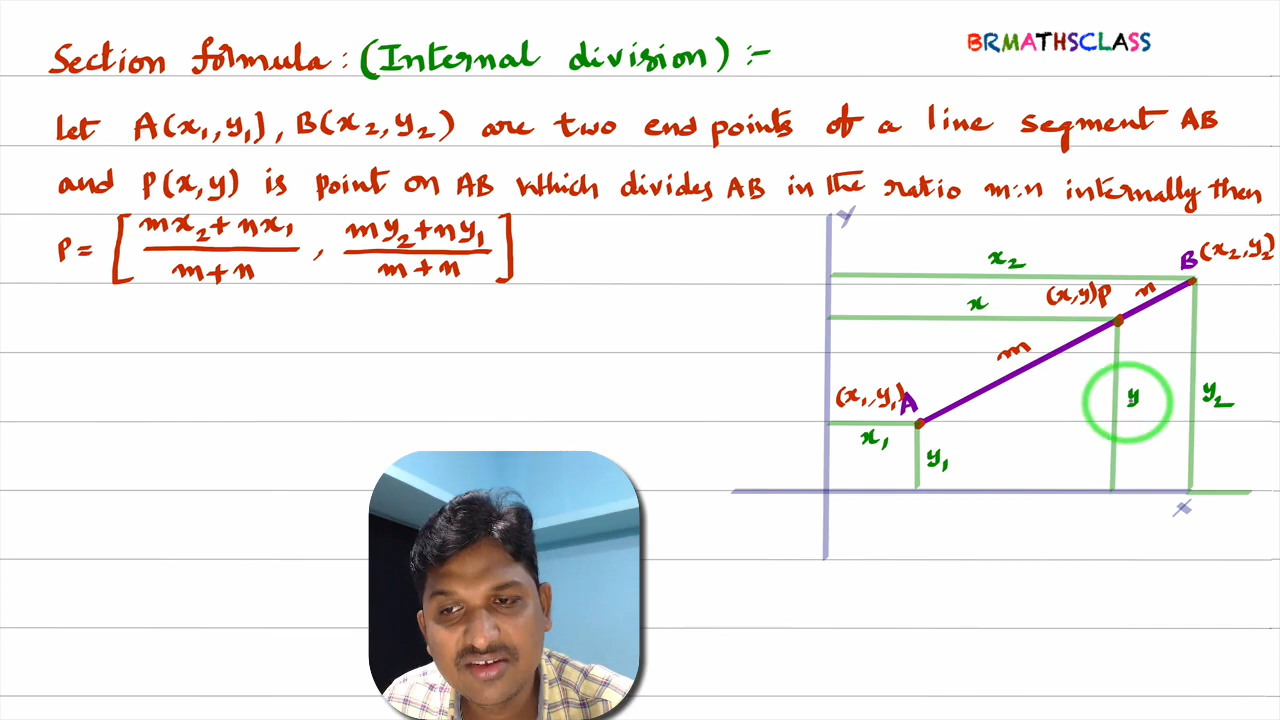 Section formula: (Internal division) :-
BRMATHSCLASS
Let A(x₁,y₁], B(x₂,y₂) are two end points of a line segment AB
and P(x,y) is point on AB which divides AB in the ratio m:n internally then
P= [ mx₂+nx₁ / m+n , my₂+ny₁ / m+n ]
y
x₂ B (x₂,y₂)
x (x,y) P n
m
(x₁,y₁) A y y₂
x₁ y₁
x